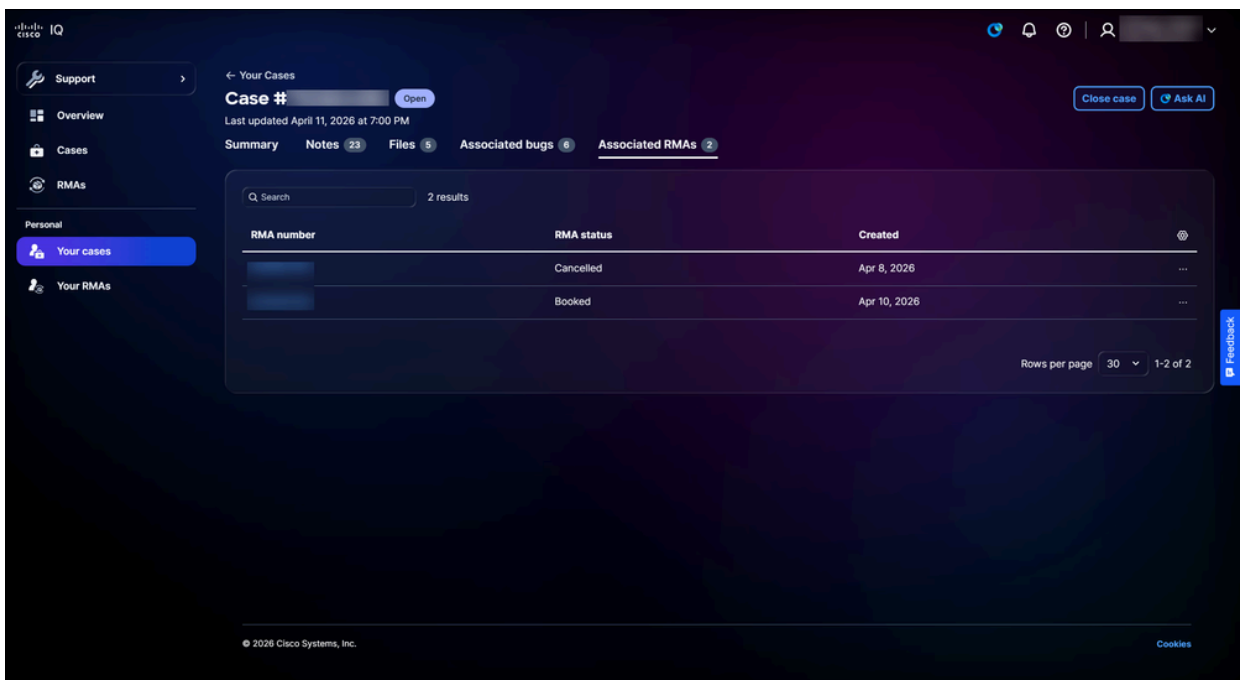 cisco IQ
Support
Overview
Cases
RMAs
Personal
Your cases
Your RMAs
← Your Cases
Case # Open
Last updated April 11, 2026 at 7:00 PM
Close case Ask AI
Summary Notes 23 Files 5 Associated bugs 6 Associated RMAs 2
Search 2 results
RMA number RMA status Created
Cancelled Apr 8, 2026 ...
Booked Apr 10, 2026 ...
Rows per page 30 1-2 of 2
Feedback
© 2026 Cisco Systems, Inc. Cookies